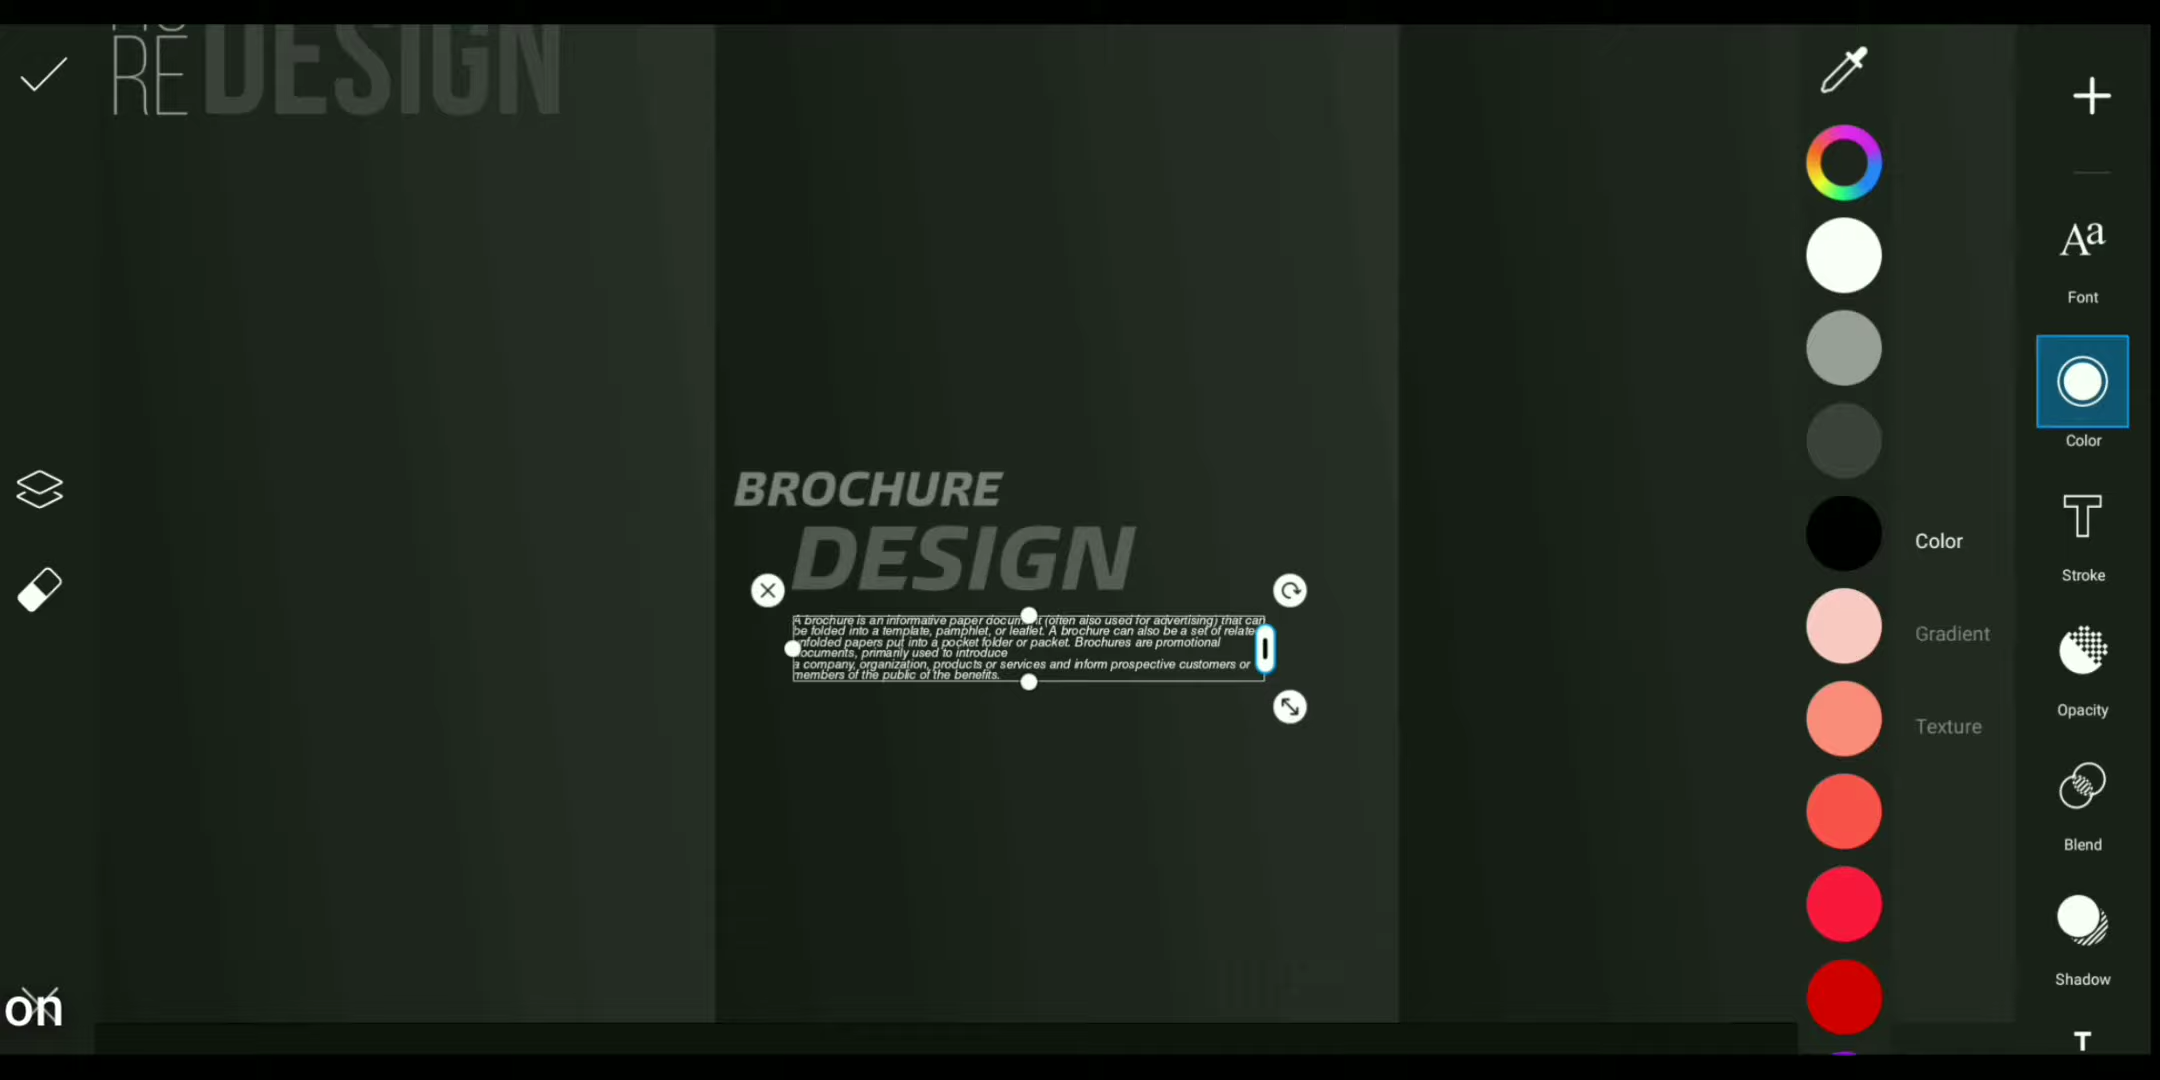 RE DESIGN
BROCHURE
DESIGN
A brochure is an informative paper document (often also used for advertising) that can
be folded into a template, pamphlet, or leaflet. A brochure can also be a set of relate
unfolded papers put into a pocket folder or packet. Brochures are promotional
documents, primarily used to introduce
a company, organization, products or services and inform prospective customers or
members of the public of the benefits.
Color
Gradient
Texture
Aa
Font
Color
T
Stroke
Opacity
Blend
Shadow
T
on